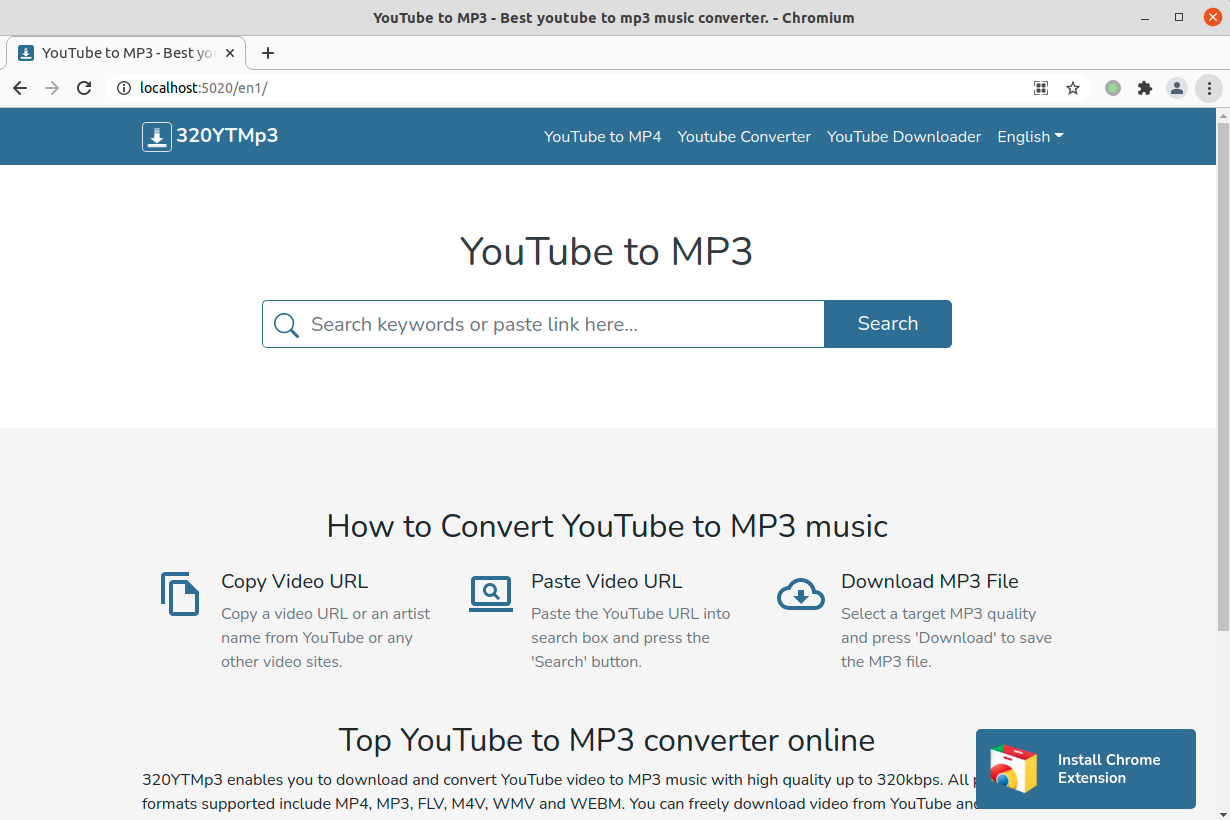 YouTube to MP3 - Best youtube to mp3 music converter. - Chromium
YouTube to MP3 - Best you
localhost:5020/en1/
320YTMp3
YouTube to MP4 Youtube Converter YouTube Downloader English
YouTube to MP3
Search keywords or paste link here...
Search
How to Convert YouTube to MP3 music
Copy Video URL
Copy a video URL or an artist
name from YouTube or any
other video sites.
Paste Video URL
Paste the YouTube URL into
search box and press the
'Search' button.
Download MP3 File
Select a target MP3 quality
and press 'Download' to save
the MP3 file.
Top YouTube to MP3 converter online
320YTMp3 enables you to download and convert YouTube video to MP3 music with high quality up to 320kbps. All
formats supported include MP4, MP3, FLV, M4V, WMV and WEBM. You can freely download video from YouTube and
Install Chrome
Extension